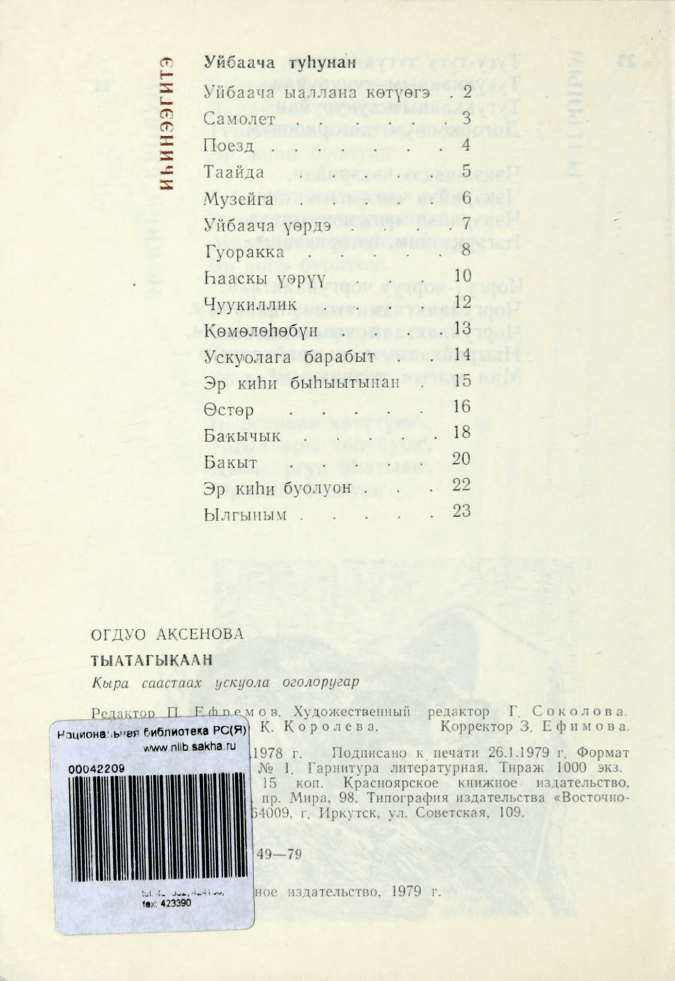 ИҺИНЭЭҔИТЭ
Уйбаача туһунан
Уйбаача ыаллана көтүөгэ . 2
Самолет . . . . . . 3
Поезд . . . . . . . 4
Таайда . . . . . 5
Музейга . . . . . 6
Уйбаача үөрдэ . . . . 7
Гуоракка . . . . . 8
Һааскы үөрүү . . . 10
Чуукиллик . . . . 12
Көмөлөһөбүн . . . . 13
Ускуолага барабыт . . 14
Эр киһи быһыытынан . 15
Өстөр . . . . . 16
Бакычык . . . . . 18
Бакыт . . . . 20
Эр киһи буолуон . . . 22
Ылгыным . . . . . 23
ОГДУО АКСЕНОВА
ТЫАТАГЫКААН
Кыра саастаах ускуола оголоругар
Редактор П. Ефремов. Художественный редактор Г. Соколова.
К. Королева. Корректор З. Ефимова.
1978 г. Подписано к печати 26.1.1979 г. Формат
№ 1. Гарнитура литературная. Тираж 1000 экз.
15 коп. Красноярское книжное издательство,
пр. Мира, 98. Типография издательства «Восточно-
64009, г. Иркутск, ул. Советская, 109.
49—79
ное издательство, 1979 г.
Национальная библиотека РС(Я)
www.nlib.sakha.ru
00042209
fax: 423390